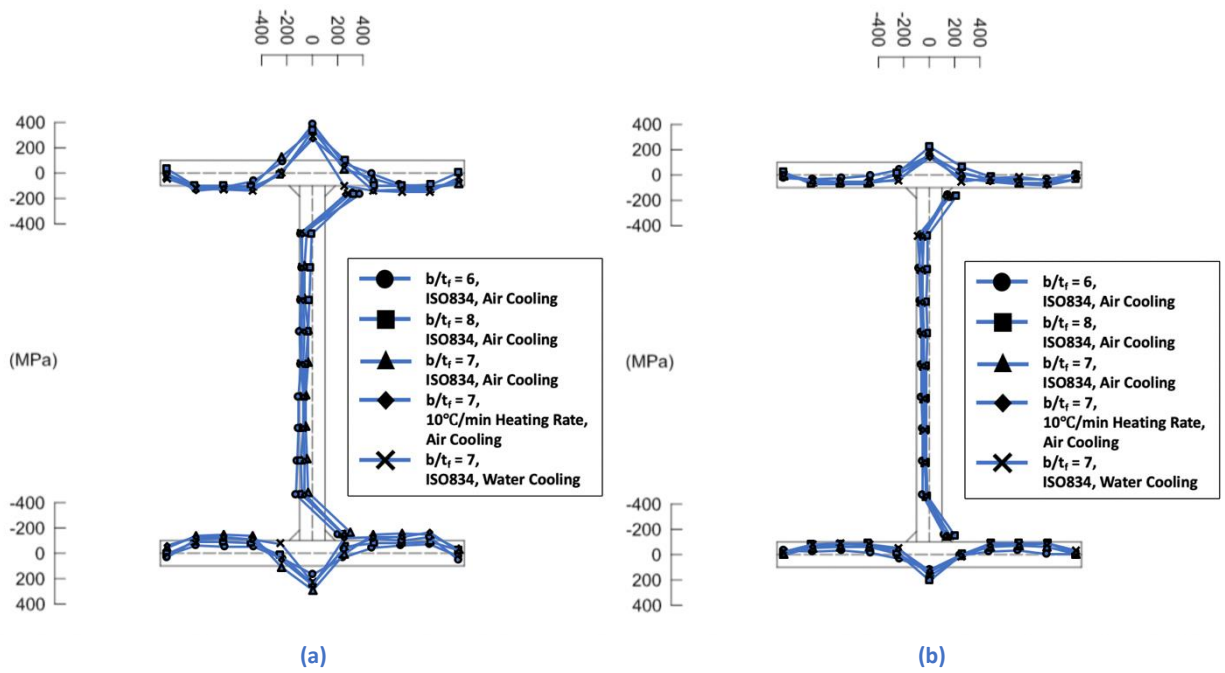 -400
-200
0
200
400
400
200
0
-200
-400
(MPa)
-400
-200
0
200
400
b/tf = 6,
ISO834, Air Cooling
b/tf = 8,
ISO834, Air Cooling
b/tf = 7,
ISO834, Air Cooling
b/tf = 7,
10℃/min Heating Rate,
Air Cooling
b/tf = 7,
ISO834, Water Cooling
(a)
-400
-200
0
200
400
400
200
0
-200
-400
(MPa)
-400
-200
0
200
400
b/tf = 6,
ISO834, Air Cooling
b/tf = 8,
ISO834, Air Cooling
b/tf = 7,
ISO834, Air Cooling
b/tf = 7,
10℃/min Heating Rate,
Air Cooling
b/tf = 7,
ISO834, Water Cooling
(b)